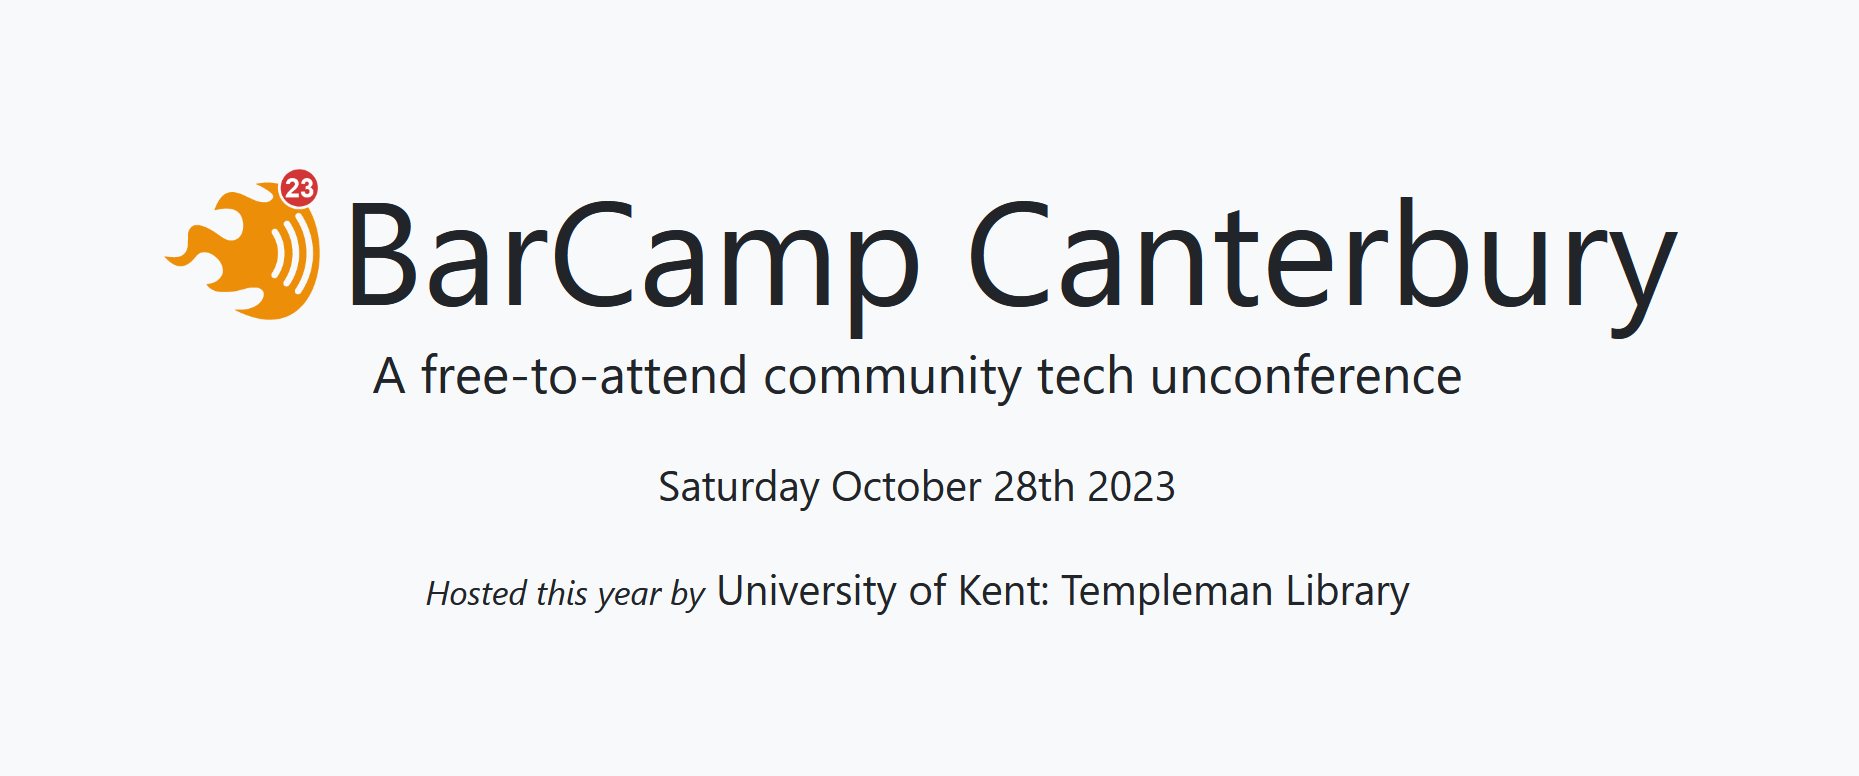 23
BarCamp Canterbury
A free-to-attend community tech unconference
Saturday October 28th 2023
Hosted this year by University of Kent: Templeman Library